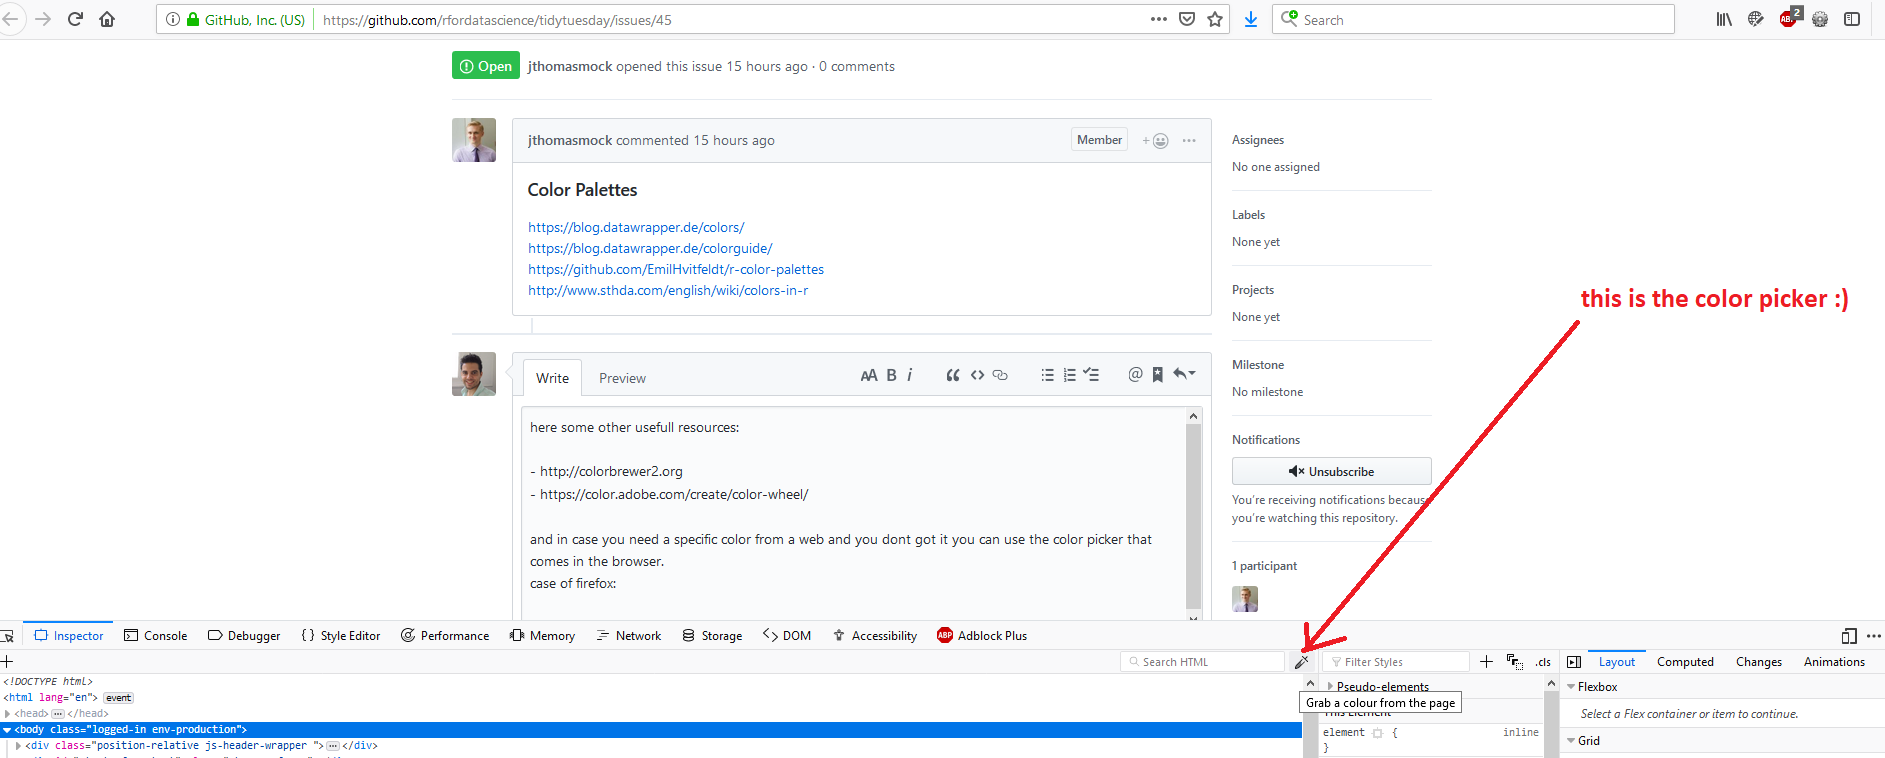 GitHub, Inc. (US) https://github.com/rfordatascience/tidytuesday/issues/45 Search ABP 2
Open jthomasmock opened this issue 15 hours ago · 0 comments
jthomasmock commented 15 hours ago Member
Color Palettes
https://blog.datawrapper.de/colors/
https://blog.datawrapper.de/colorguide/
https://github.com/EmilHvitfeldt/r-color-palettes
http://www.sthda.com/english/wiki/colors-in-r
Assignees
No one assigned
Labels
None yet
Projects
None yet
Milestone
No milestone
Notifications
Unsubscribe
You're receiving notifications because
you're watching this repository.
1 participant
this is the color picker :)
Write Preview AA B i
here some other usefull resources:
- http://colorbrewer2.org
- https://color.adobe.com/create/color-wheel/
and in case you need a specific color from a web and you dont got it you can use the color picker that
comes in the browser.
case of firefox:
Inspector Console Debugger { } Style Editor Performance Memory Network Storage DOM Accessibility ABP Adblock Plus
Search HTML Filter Styles + .cls Layout Computed Changes Animations
<!DOCTYPE html>
<html lang="en"> event
<head>⋯</head>
<body class="logged-in env-production">
<div class="position-relative js-header-wrapper ">⋯</div>
Pseudo-elements
Grab a colour from the page
This Element
element { inline
}
Flexbox
Select a Flex container or item to continue.
Grid